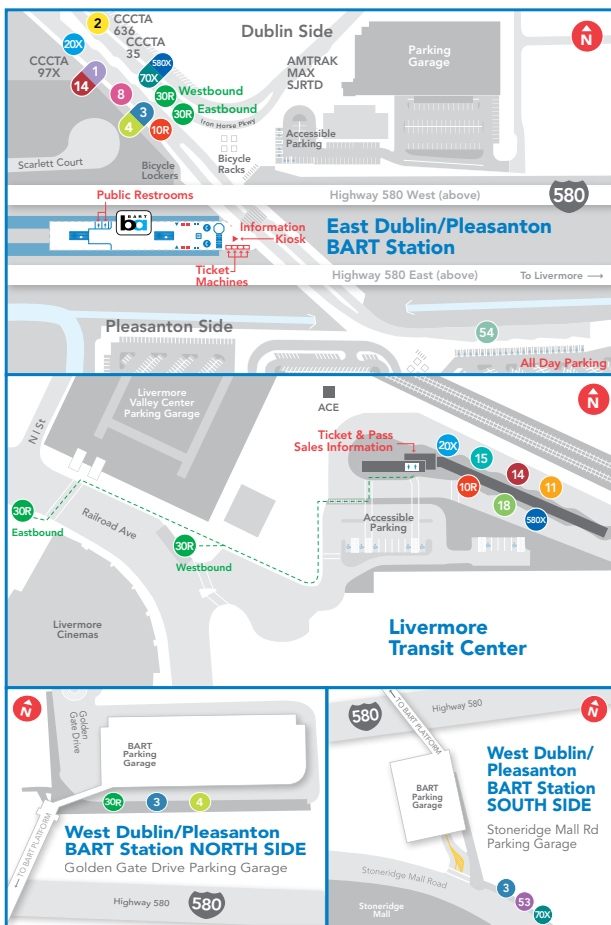 2
CCCTA
636
CCCTA
35
20X
580X
70X
CCCTA
97X
1
14
8
3
4
10R
30R
Westbound
30R
Eastbound
Iron Horse Pkwy
Dublin Side
AMTRAK
MAX
SJRTD
Parking
Garage
N
Accessible
Parking
Scarlett Court
Bicycle
Lockers
Bicycle
Racks
Public Restrooms
Highway 580 West (above)
580
BART
ba
Information
Kiosk
East Dublin/Pleasanton
BART Station
Ticket
Machines
Highway 580 East (above)
To Livermore
Pleasanton Side
54
All Day Parking
Livermore
Valley Center
Parking Garage
ACE
N
N I St
Ticket & Pass
Sales Information
20X
15
14
11
10R
18
580X
30R
Eastbound
Railroad Ave
30R
Westbound
Accessible
Parking
Livermore
Cinemas
Livermore
Transit Center
N
Golden
Gate Drive
BART
Parking
Garage
30R
3
4
TO BART PLATFORM
West Dublin/Pleasanton
BART Station NORTH SIDE
Golden Gate Drive Parking Garage
Highway 580
580
580
TO BART PLATFORM
Highway 580
N
BART
Parking
Garage
West Dublin/
Pleasanton
BART Station
SOUTH SIDE
Stoneridge Mall Rd
Parking Garage
Stoneridge Mall Road
Stoneridge
Mall
3
53
70X